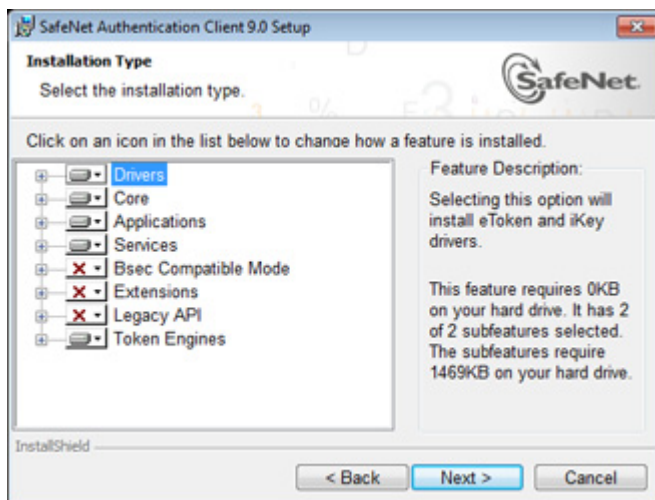 SafeNet Authentication Client 9.0 Setup
Installation Type
Select the installation type.
SafeNet.
Click on an icon in the list below to change how a feature is installed.
Drivers
Core
Applications
Services
Bsec Compatible Mode
Extensions
Legacy API
Token Engines
Feature Description:
Selecting this option will
install eToken and iKey
drivers.
This feature requires 0KB
on your hard drive. It has 2
of 2 subfeatures selected.
The subfeatures require
1469KB on your hard drive.
InstallShield
< Back
Next >
Cancel